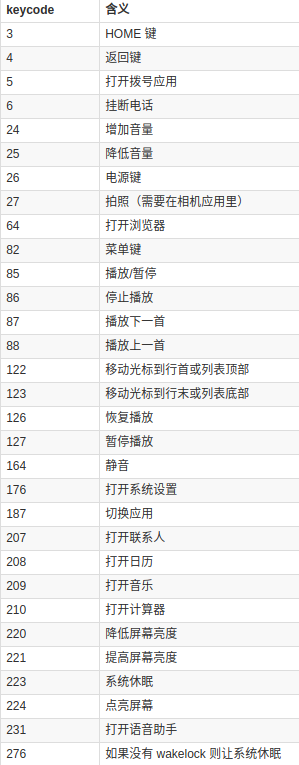 keycode 含义
3 HOME 键
4 返回键
5 打开拨号应用
6 挂断电话
24 增加音量
25 降低音量
26 电源键
27 拍照（需要在相机应用里）
64 打开浏览器
82 菜单键
85 播放/暂停
86 停止播放
87 播放下一首
88 播放上一首
122 移动光标到行首或列表顶部
123 移动光标到行末或列表底部
126 恢复播放
127 暂停播放
164 静音
176 打开系统设置
187 切换应用
207 打开联系人
208 打开日历
209 打开音乐
210 打开计算器
220 降低屏幕亮度
221 提高屏幕亮度
223 系统休眠
224 点亮屏幕
231 打开语音助手
276 如果没有 wakelock 则让系统休眠